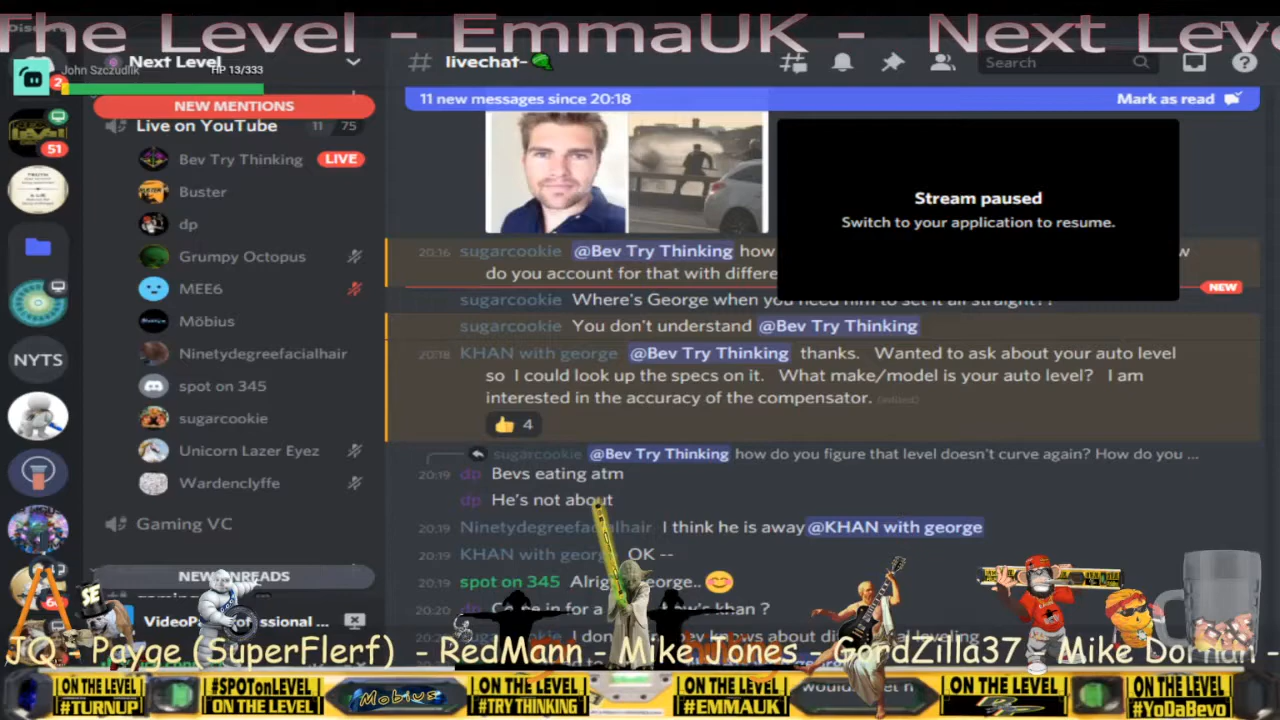 The Level - EmmaUK - Next Leve
John Szczudlik
HP 13/333
Next Level
livechat-
Search
2
NEW MENTIONS
11 new messages since 20:18
Mark as read
Live on YouTube 11 75
51
Bev Try Thinking LIVE
Buster
dp
Grumpy Octopus
MEE6
Möbius
Ninetydegreefacialhair
spot on 345
sugarcookie
Unicorn Lazer Eyez
Wardenclyffe
Gaming VC
NYTS
NEW UNREADS
Stream paused
Switch to your application to resume.
20:16 sugarcookie @Bev Try Thinking how
do you account for that with differe
NEW
sugarcookie Where's George when you need him to set it all straight??
sugarcookie You don't understand @Bev Try Thinking
20:18 KHAN with george @Bev Try Thinking thanks. Wanted to ask about your auto level
so I could look up the specs on it. What make/model is your auto level? I am
interested in the accuracy of the compensator. (edited)
4
sugarcookie @Bev Try Thinking how do you figure that level doesn't curve again? How do you ...
20:19 dp Bevs eating atm
dp He's not about
20:19 Ninetydegreefacialhair I think he is away @KHAN with george
20:19 KHAN with george OK --
20:19 spot on 345 Alright george..
20:20
SE
JQ - Payge (SuperFlerf) - RedMann - Mike Jones - GordZilla37 - Mike Dorman -
ON THE LEVEL
#TURNUP
#SPOTonLEVEL
ON THE LEVEL
Mobius
ON THE LEVEL
#TRY THINKING
ON THE LEVEL
#EMMAUK
ON THE LEVEL
ON THE LEVEL
#YoDaBevo